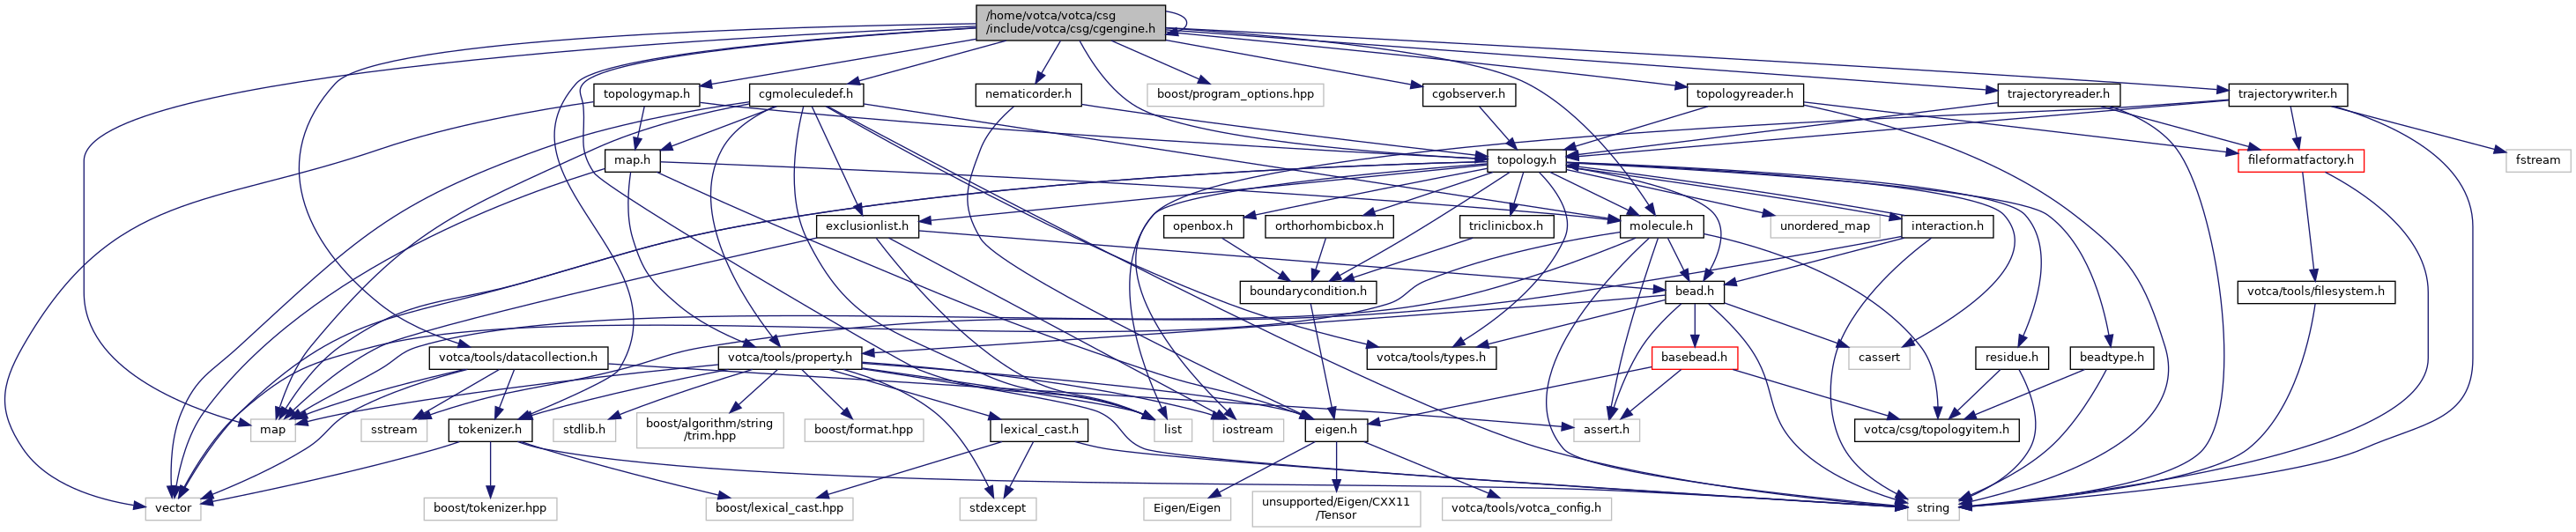 /home/votca/votca/csg
/include/votca/csg/cgengine.h
topologymap.h
cgmoleculedef.h
nematicorder.h
boost/program_options.hpp
cgobserver.h
topologyreader.h
trajectoryreader.h
trajectorywriter.h
map.h
topology.h
fileformatfactory.h
fstream
exclusionlist.h
openbox.h
orthorhombicbox.h
triclinicbox.h
molecule.h
unordered_map
interaction.h
boundarycondition.h
bead.h
votca/tools/filesystem.h
votca/tools/datacollection.h
votca/tools/property.h
votca/tools/types.h
basebead.h
cassert
residue.h
beadtype.h
map
sstream
tokenizer.h
stdlib.h
boost/algorithm/string
/trim.hpp
boost/format.hpp
lexical_cast.h
list
iostream
eigen.h
assert.h
votca/csg/topologyitem.h
vector
boost/tokenizer.hpp
boost/lexical_cast.hpp
stdexcept
Eigen/Eigen
unsupported/Eigen/CXX11
/Tensor
votca/tools/votca_config.h
string